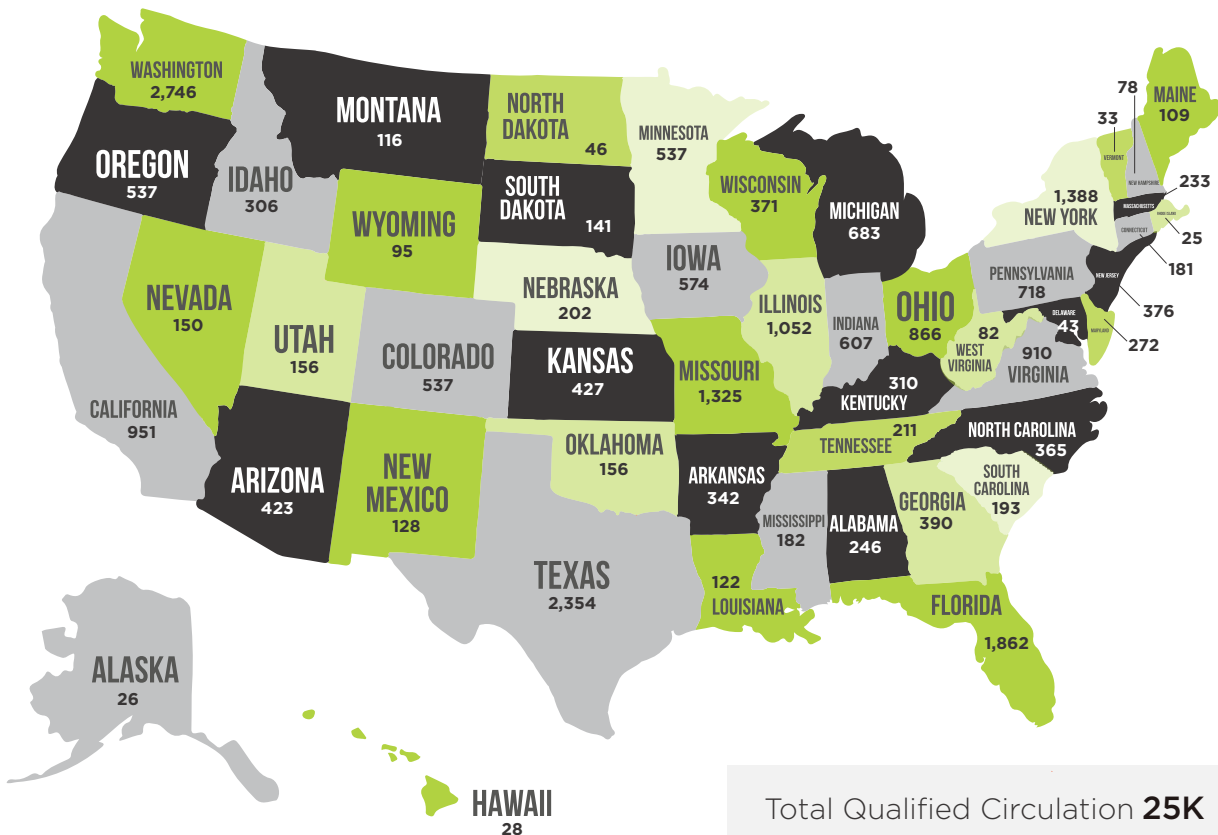 WASHINGTON
2,746
OREGON
537
IDAHO
306
MONTANA
116
WYOMING
95
NORTH
DAKOTA
46
SOUTH
DAKOTA
141
MINNESOTA
537
WISCONSIN
371
MICHIGAN
683
NEVADA
150
UTAH
156
COLORADO
537
CALIFORNIA
951
ARIZONA
423
NEW
MEXICO
128
NEBRASKA
202
KANSAS
427
OKLAHOMA
156
TEXAS
2,354
IOWA
574
MISSOURI
1,325
ARKANSAS
342
122
LOUISIANA
ILLINOIS
1,052
INDIANA
607
OHIO
866
310
KENTUCKY
211
TENNESSEE
MISSISSIPPI
182
ALABAMA
246
GEORGIA
390
FLORIDA
1,862
SOUTH
CAROLINA
193
NORTH CAROLINA
365
910
VIRGINIA
82
WEST
VIRGINIA
PENNSYLVANIA
718
1,388
NEW YORK
MAINE
109
78
NEW HAMPSHIRE
33
VERMONT
233
MASSACHUSETTS
25
RHODE ISLAND
181
CONNECTICUT
376
NEW JERSEY
DELAWARE
43
MARYLAND
272
ALASKA
26
HAWAII
28
Total Qualified Circulation 25K